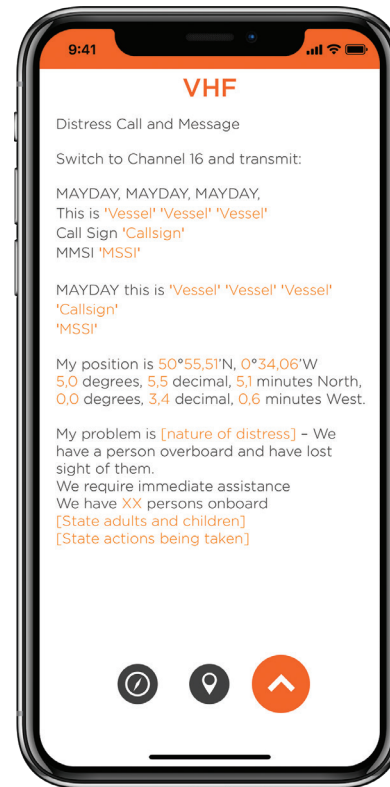 9:41
VHF
Distress Call and Message
Switch to Channel 16 and transmit:
MAYDAY, MAYDAY, MAYDAY,
This is 'Vessel' 'Vessel' 'Vessel'
Call Sign 'Callsign'
MMSI 'MSSI'
MAYDAY this is 'Vessel' 'Vessel' 'Vessel'
'Callsign'
'MSSI'
My position is 50°55,51'N, 0°34,06'W
5,0 degrees, 5,5 decimal, 5,1 minutes North,
0,0 degrees, 3,4 decimal, 0,6 minutes West.
My problem is [nature of distress] – We
have a person overboard and have lost
sight of them.
We require immediate assistance
We have XX persons onboard
[State adults and children]
[State actions being taken]